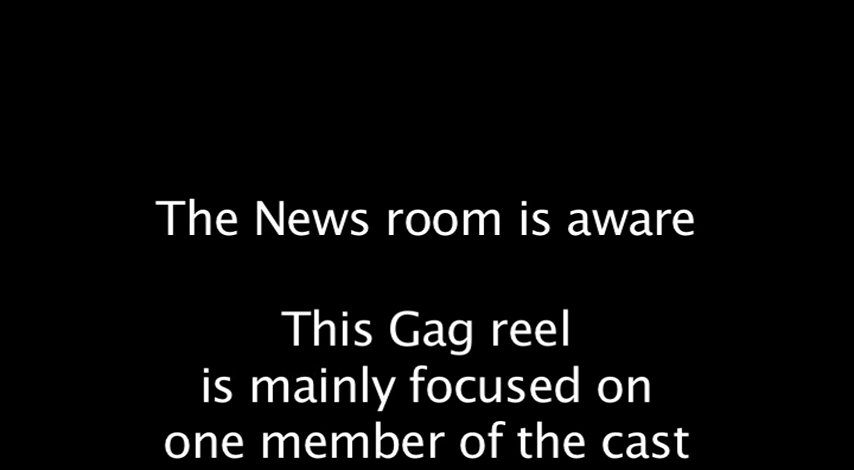 The News room is aware
This Gag reel
is mainly focused on
one member of the cast